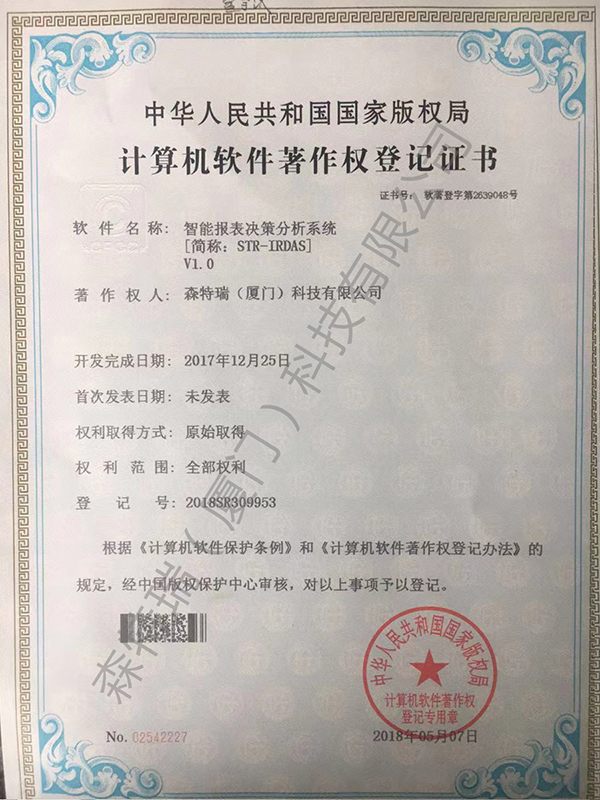 中华人民共和国国家版权局
计算机软件著作权登记证书
证书号： 软著登字第2639048号
软件名称： 智能报表决策分析系统
[简称：STR-IRDAS]
V1.0
著作权人： 森特瑞（厦门）科技有限公司
开发完成日期： 2017年12月25日
首次发表日期： 未发表
权利取得方式： 原始取得
权利范围： 全部权利
登记号： 2018SR309953
根据《计算机软件保护条例》和《计算机软件著作权登记办法》的
规定，经中国版权保护中心审核，对以上事项予以登记。
中华人民共和国国家版权局
计算机软件著作权
登记专用章
No. 02542227
2018年05月07日
森特瑞（厦门）科技有限公司
CPCC